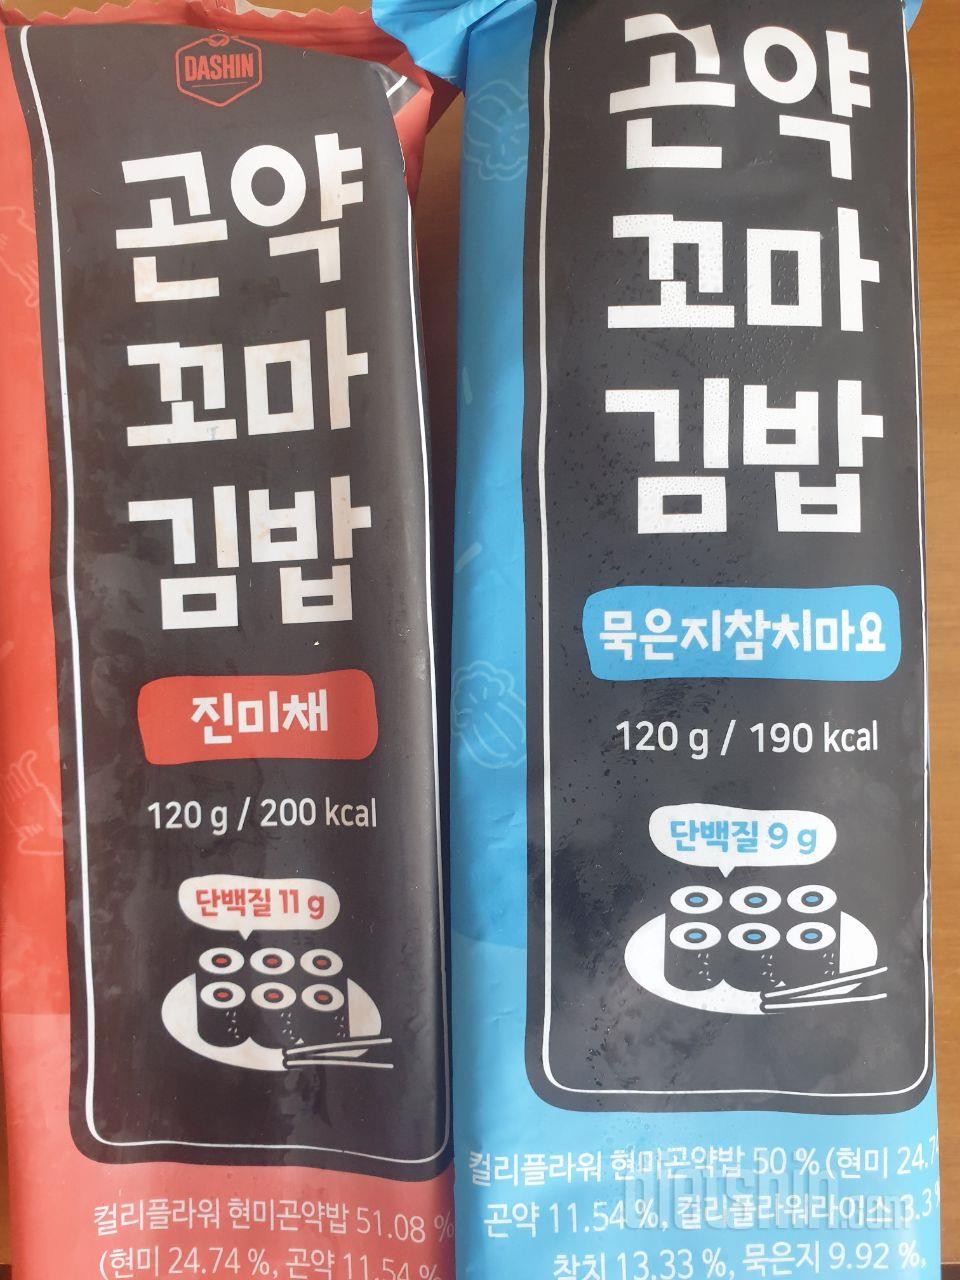 DASHIN
곤약
꼬마
김밥
진미채
120 g / 200 kcal
단백질 11 g
컬리플라워 현미곤약밥 51.08 %
(현미 24.74 %, 곤약 11.54 %,
곤약
꼬마
김밥
묵은지참치마요
120 g / 190 kcal
단백질 9 g
컬리플라워 현미곤약밥 50 % (현미 24.7
곤약 11.54 %, 컬리플라워라이스
참치 13.33 %, 묵은지 9.92 %,